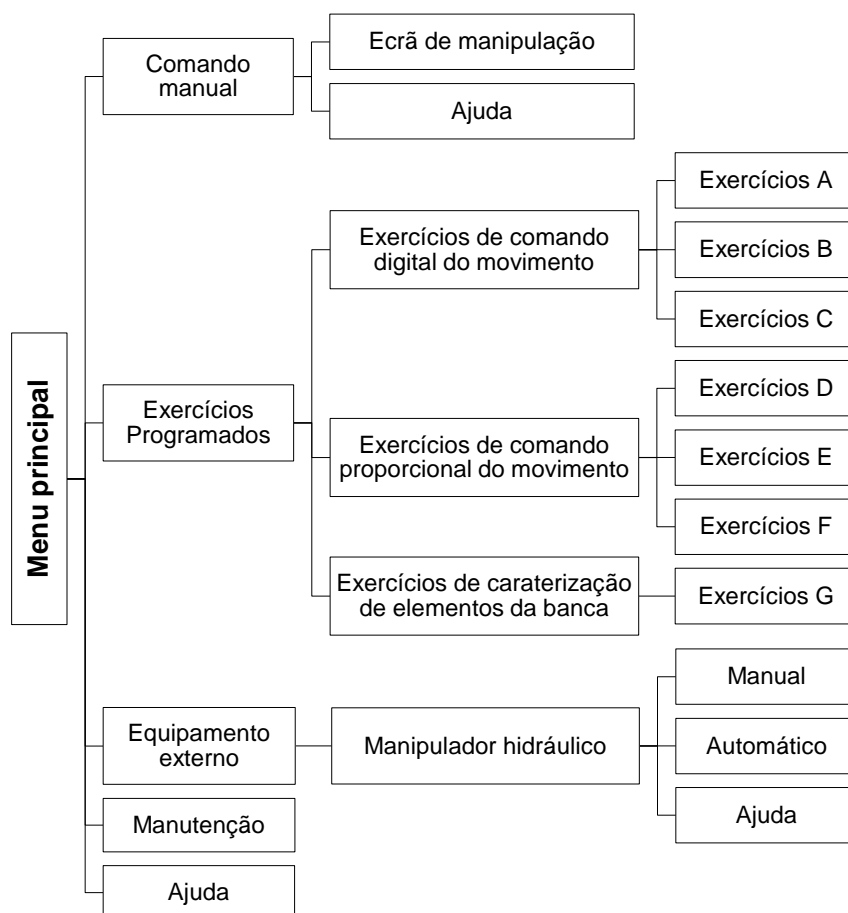 Menu principal
Comando
manual
Ecrã de manipulação
Ajuda
Exercícios
Programados
Exercícios de comando
digital do movimento
Exercícios A
Exercícios B
Exercícios C
Exercícios de comando
proporcional do movimento
Exercícios D
Exercícios E
Exercícios F
Exercícios de caraterização
de elementos da banca
Exercícios G
Equipamento
externo
Manipulador hidráulico
Manual
Automático
Ajuda
Manutenção
Ajuda